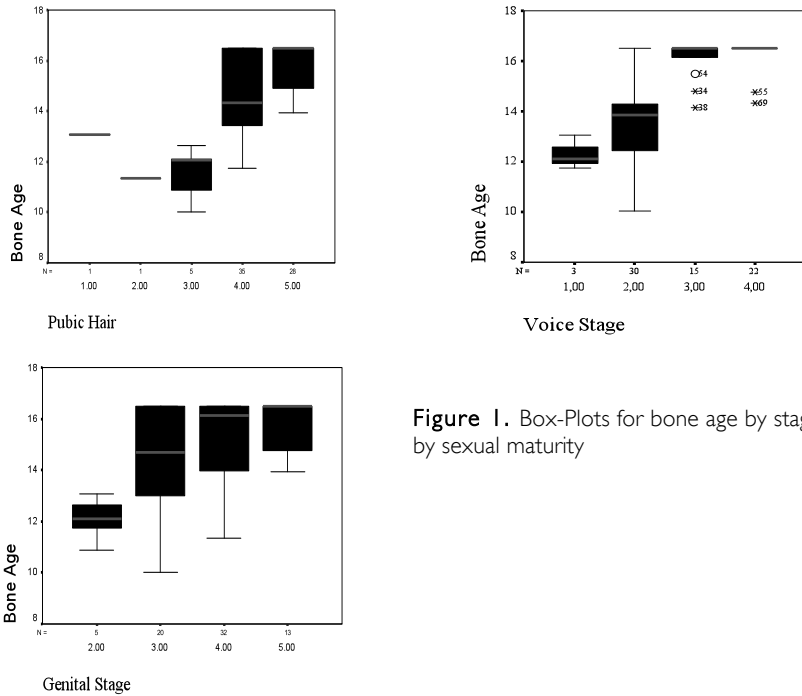 18
16
14
12
10
8
Bone Age
N = 1 1 5 35 28
1.00 2.00 3.00 4.00 5.00
Pubic Hair
18
16
14
12
10
8
Bone Age
54
34
38
55
69
N = 3 30 15 22
1,00 2,00 3,00 4,00
Voice Stage
18
16
14
12
10
8
Bone Age
N = 5 20 32 13
2.00 3.00 4.00 5.00
Genital Stage
Figure 1. Box-Plots for bone age by stag
by sexual maturity